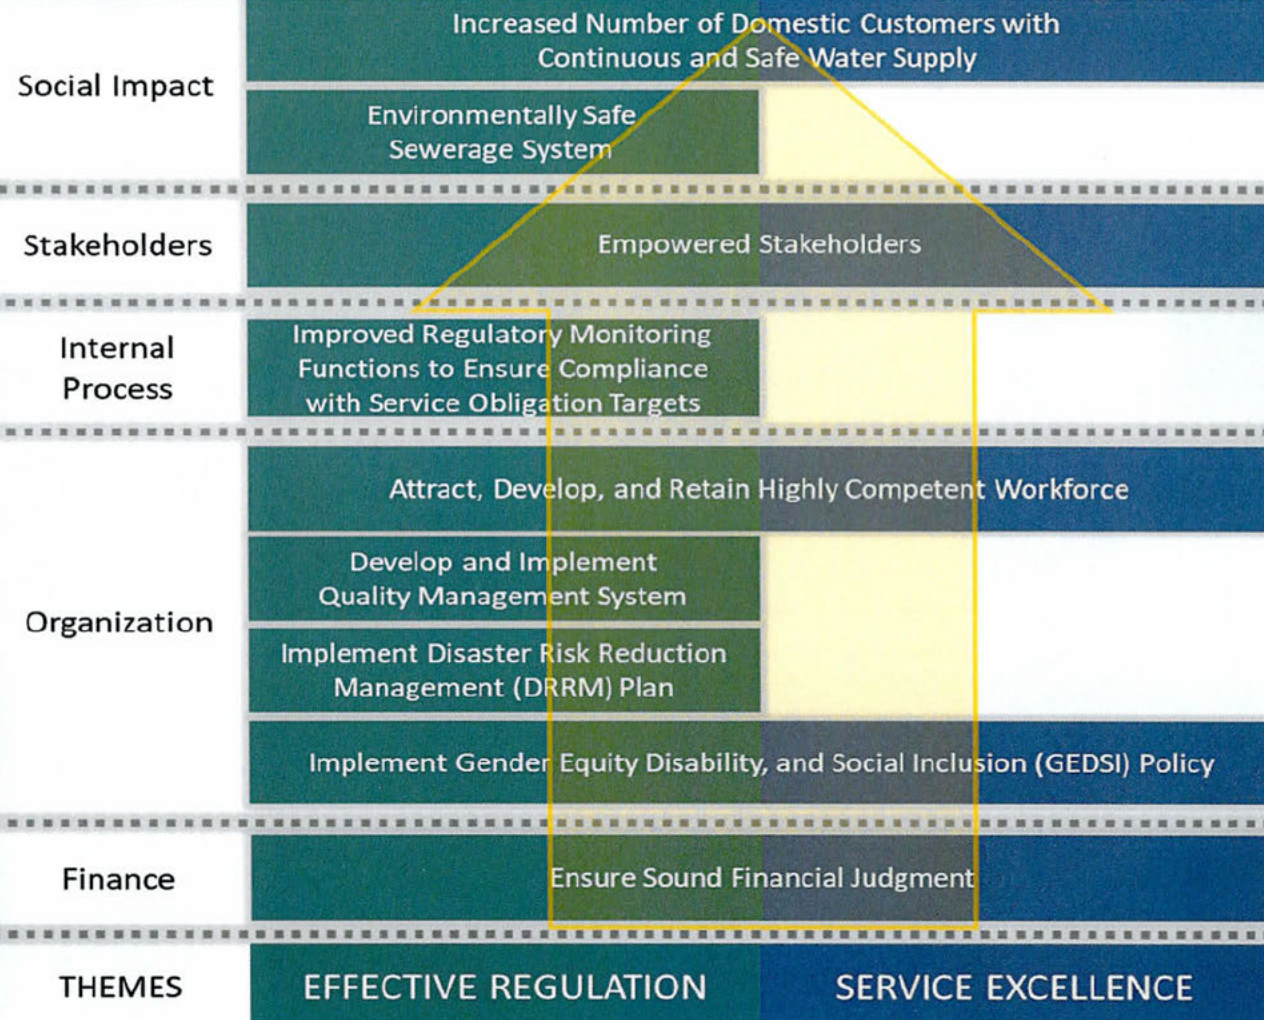 Social Impact
Increased Number of Domestic Customers with
Continuous and Safe Water Supply
Environmentally Safe
Sewerage System
Stakeholders
Empowered Stakeholders
Internal
Process
Improved Regulatory Monitoring
Functions to Ensure Compliance
with Service Obligation Targets
Organization
Attract, Develop, and Retain Highly Competent Workforce
Develop and Implement
Quality Management System
Implement Disaster Risk Reduction
Management (DRRM) Plan
Implement Gender Equity Disability, and Social Inclusion (GEDSI) Policy
Finance
Ensure Sound Financial Judgment
THEMES
EFFECTIVE REGULATION
SERVICE EXCELLENCE